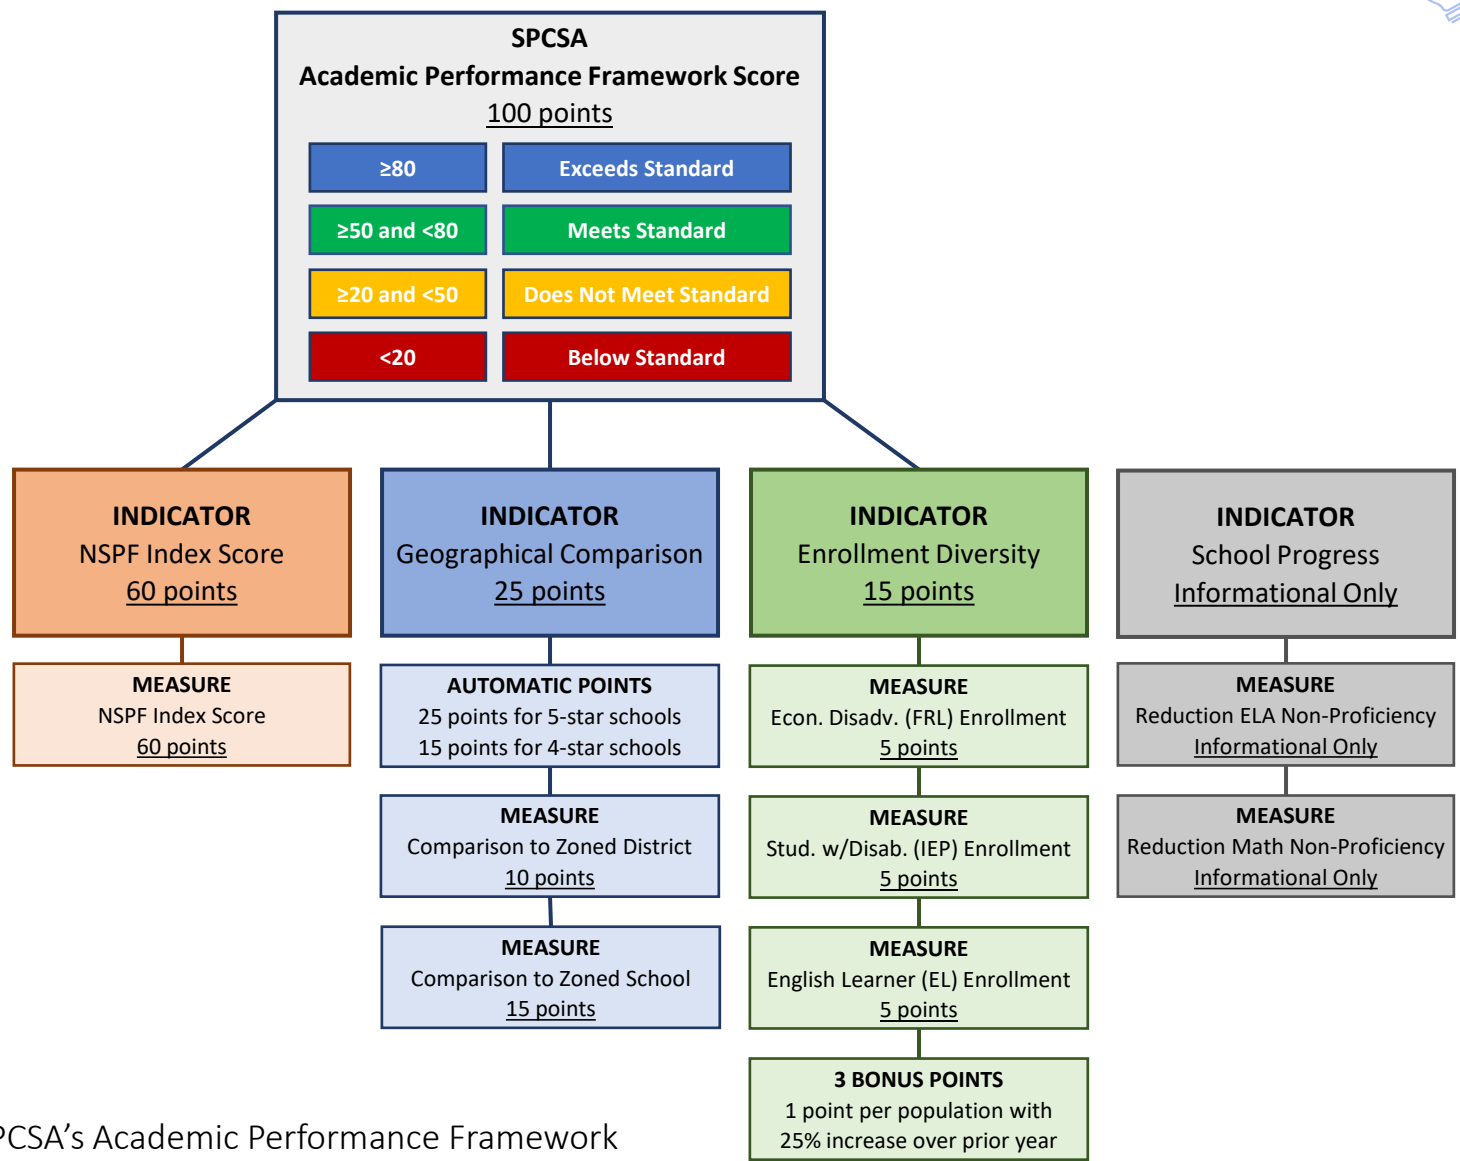 SPCSA
Academic Performance Framework Score
100 points
≥80
Exceeds Standard
≥50 and <80
Meets Standard
≥20 and <50
Does Not Meet Standard
<20
Below Standard
INDICATOR
NSPF Index Score
60 points
MEASURE
NSPF Index Score
60 points
INDICATOR
Geographical Comparison
25 points
AUTOMATIC POINTS
25 points for 5-star schools
15 points for 4-star schools
MEASURE
Comparison to Zoned District
10 points
MEASURE
Comparison to Zoned School
15 points
INDICATOR
Enrollment Diversity
15 points
MEASURE
Econ. Disadv. (FRL) Enrollment
5 points
MEASURE
Stud. w/Disab. (IEP) Enrollment
5 points
MEASURE
English Learner (EL) Enrollment
5 points
3 BONUS POINTS
1 point per population with
25% increase over prior year
INDICATOR
School Progress
Informational Only
MEASURE
Reduction ELA Non-Proficiency
Informational Only
MEASURE
Reduction Math Non-Proficiency
Informational Only
PCSA’s Academic Performance Framework